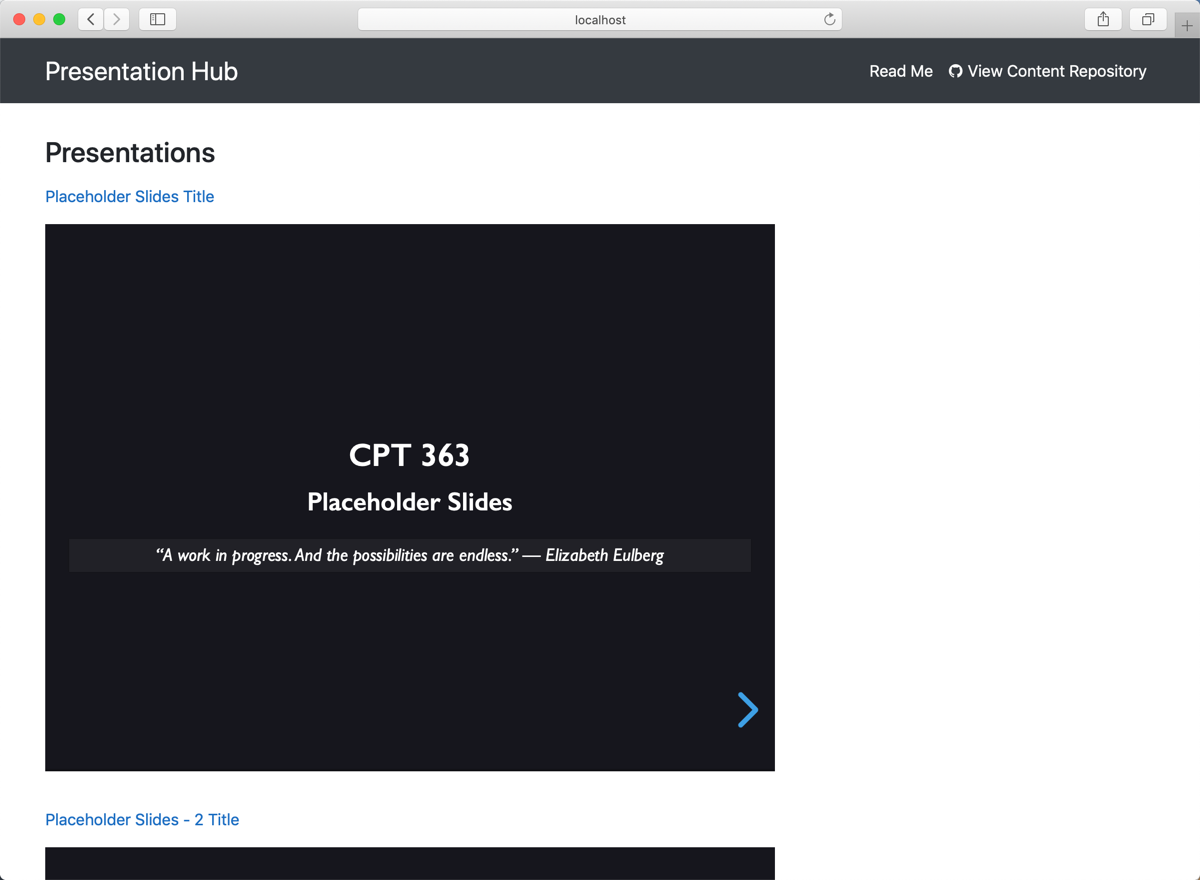 localhost
Presentation Hub
Read Me View Content Repository
Presentations
Placeholder Slides Title
CPT 363
Placeholder Slides
“A work in progress. And the possibilities are endless.” — Elizabeth Eulberg
Placeholder Slides - 2 Title